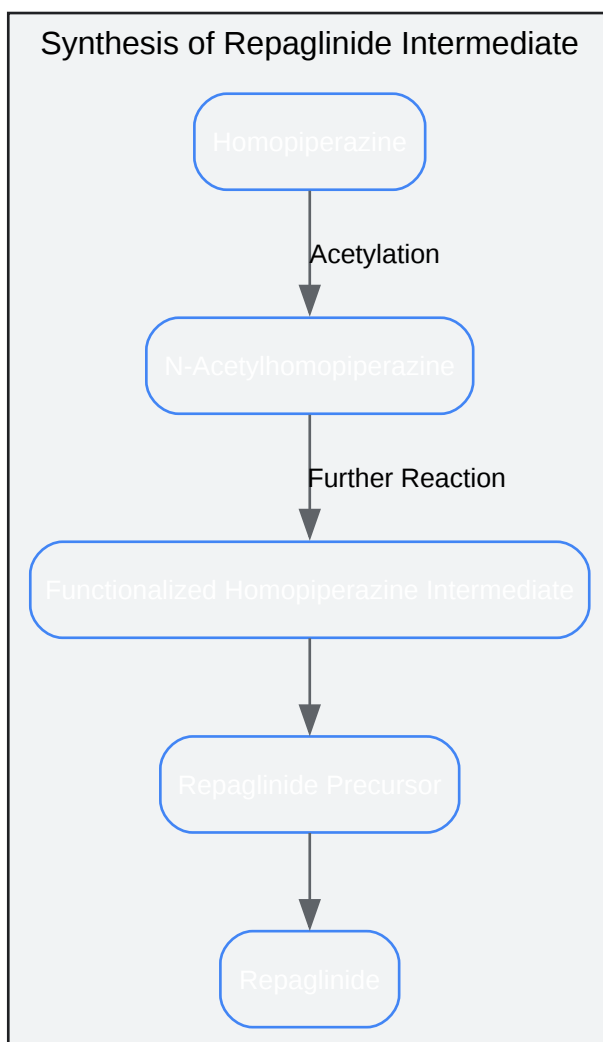 Synthesis of Repaglinide Intermediate
Homopiperazine
Acetylation
N-Acetylhomopiperazine
Further Reaction
Functionalized Homopiperazine Intermediate
Repaglinide Precursor
Repaglinide